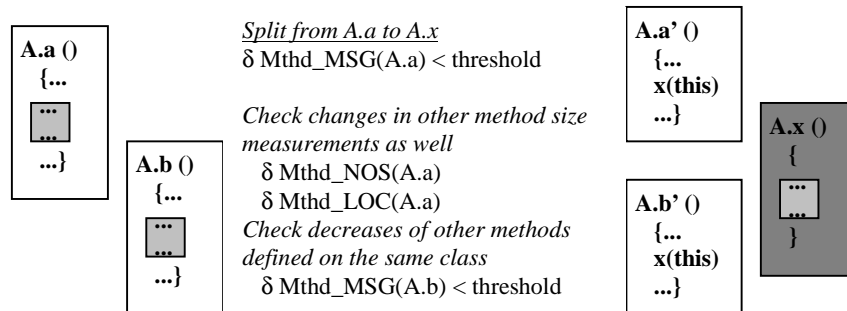 A.a ()
{...
...
...
...}
A.b ()
{...
...
...
...}
Split from A.a to A.x
δ Mthd_MSG(A.a) < threshold
Check changes in other method size
measurements as well
δ Mthd_NOS(A.a)
δ Mthd_LOC(A.a)
Check decreases of other methods
defined on the same class
δ Mthd_MSG(A.b) < threshold
A.a’ ()
{...
x(this)
...}
A.b’ ()
{...
x(this)
...}
A.x ()
{
...
...
}